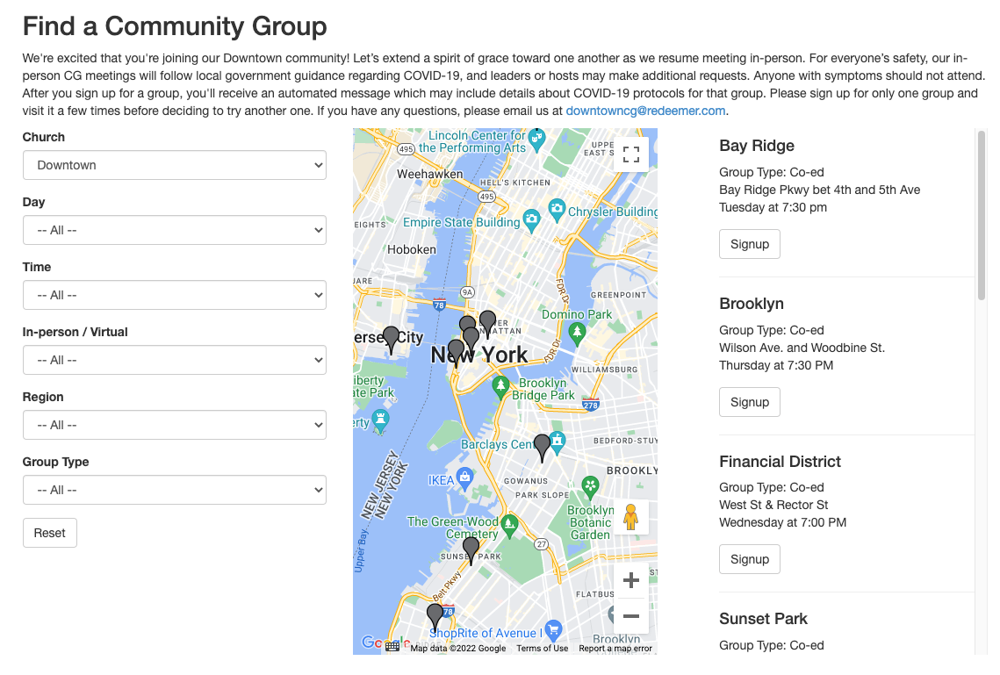 Find a Community Group
We're excited that you're joining our Downtown community! Let’s extend a spirit of grace toward one another as we resume meeting in-person. For everyone’s safety, our in-
person CG meetings will follow local government guidance regarding COVID-19, and leaders or hosts may make additional requests. Anyone with symptoms should not attend.
After you sign up for a group, you'll receive an automated message which may include details about COVID-19 protocols for that group. Please sign up for only one group and
visit it a few times before deciding to try another one. If you have any questions, please email us at downtowncg@redeemer.com.
Church
Downtown
Day
-- All --
Time
-- All --
In-person / Virtual
-- All --
Region
-- All --
Group Type
-- All --
Reset
Lincoln Center for
the Performing Arts
495
UPPE
EAST S
Weehawken
HELL'S KITCHEN
495
Chrysler Building
Empire State Building
EIGHTS
Hoboken
UARE
9A
78
FDR Dr
GREENPOINT
Domino Park
ersey City
NHATTAN
New York
FDR Dr
WILLIAMSBURG
iberty
ate Park
Brooklyn
Bridge Park
278
erty
Barclays Cen
BEDFORD-STUY
NEW JERSEY
NEW YORK
IKEA
GOWANUS
BROOKLY
PARK SLOPE
Brooklyn
Botanic
Garden
The Green-Wood
Cemetery
Upper Bay
27
SUNSET PARK
Belt Pkwy
ST
FLATBUS
78
ShopRite of Avenue I
Brooklyn
RIDGE
Google
Map data ©2022 Google
Terms of Use
Report a map error
Bay Ridge
Group Type: Co-ed
Bay Ridge Pkwy bet 4th and 5th Ave
Tuesday at 7:30 pm
Signup
Brooklyn
Group Type: Co-ed
Wilson Ave. and Woodbine St.
Thursday at 7:30 PM
Signup
Financial District
Group Type: Co-ed
West St & Rector St
Wednesday at 7:00 PM
Signup
Sunset Park
Group Type: Co-ed